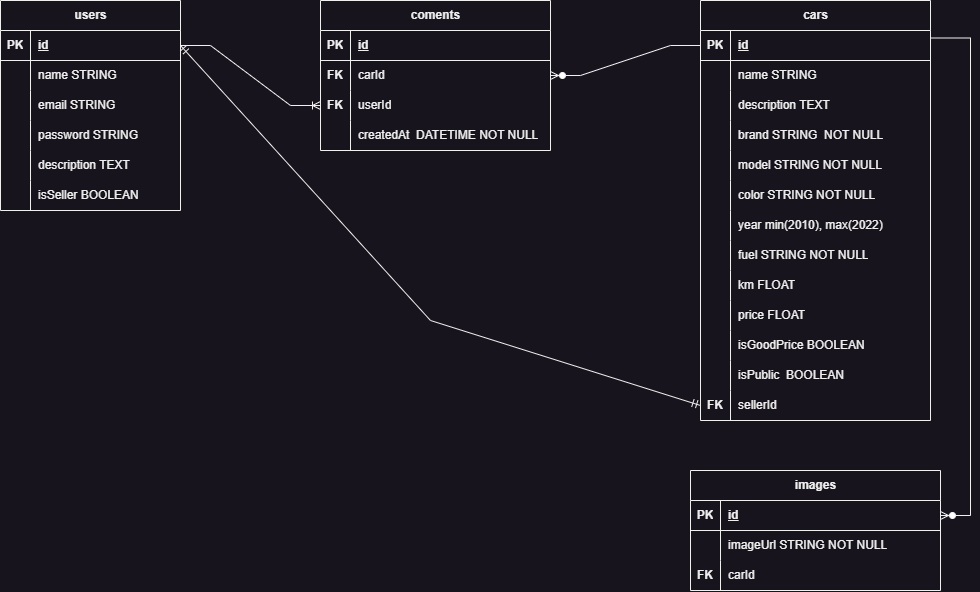 users
PK id
name STRING
email STRING
password STRING
description TEXT
isSeller BOOLEAN
coments
PK id
FK carId
FK userId
createdAt  DATETIME NOT NULL
cars
PK id
name STRING
description TEXT
brand STRING  NOT NULL
model STRING NOT NULL
color STRING NOT NULL
year min(2010), max(2022)
fuel STRING NOT NULL
km FLOAT
price FLOAT
isGoodPrice BOOLEAN
isPublic  BOOLEAN
FK sellerId
images
PK id
imageUrl STRING NOT NULL
FK carId